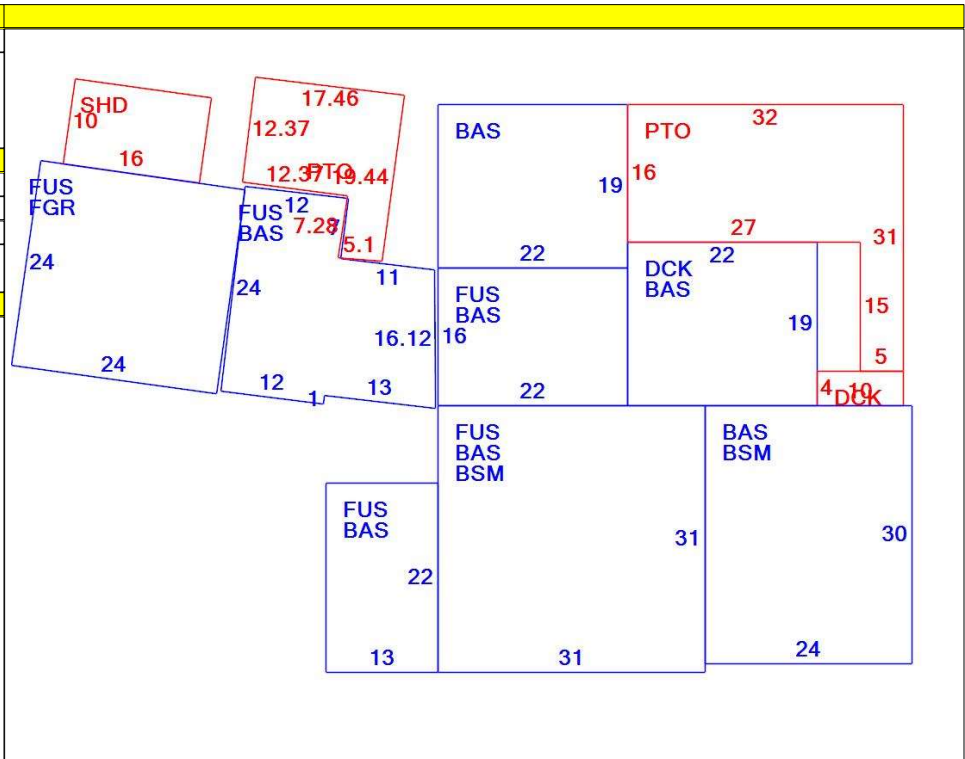 SHD
10
16
17.46
12.37
12.37
PTO
19.44
7.28
5.1
FUS
FGR
24
24
FUS
BAS
12
7
11
24
16.12
12
1
13
BAS
19
22
PTO
32
16
27
31
15
5
FUS
BAS
16
22
DCK
BAS
22
19
4
10
DCK
FUS
BAS
BSM
31
31
BAS
BSM
30
24
FUS
BAS
22
13